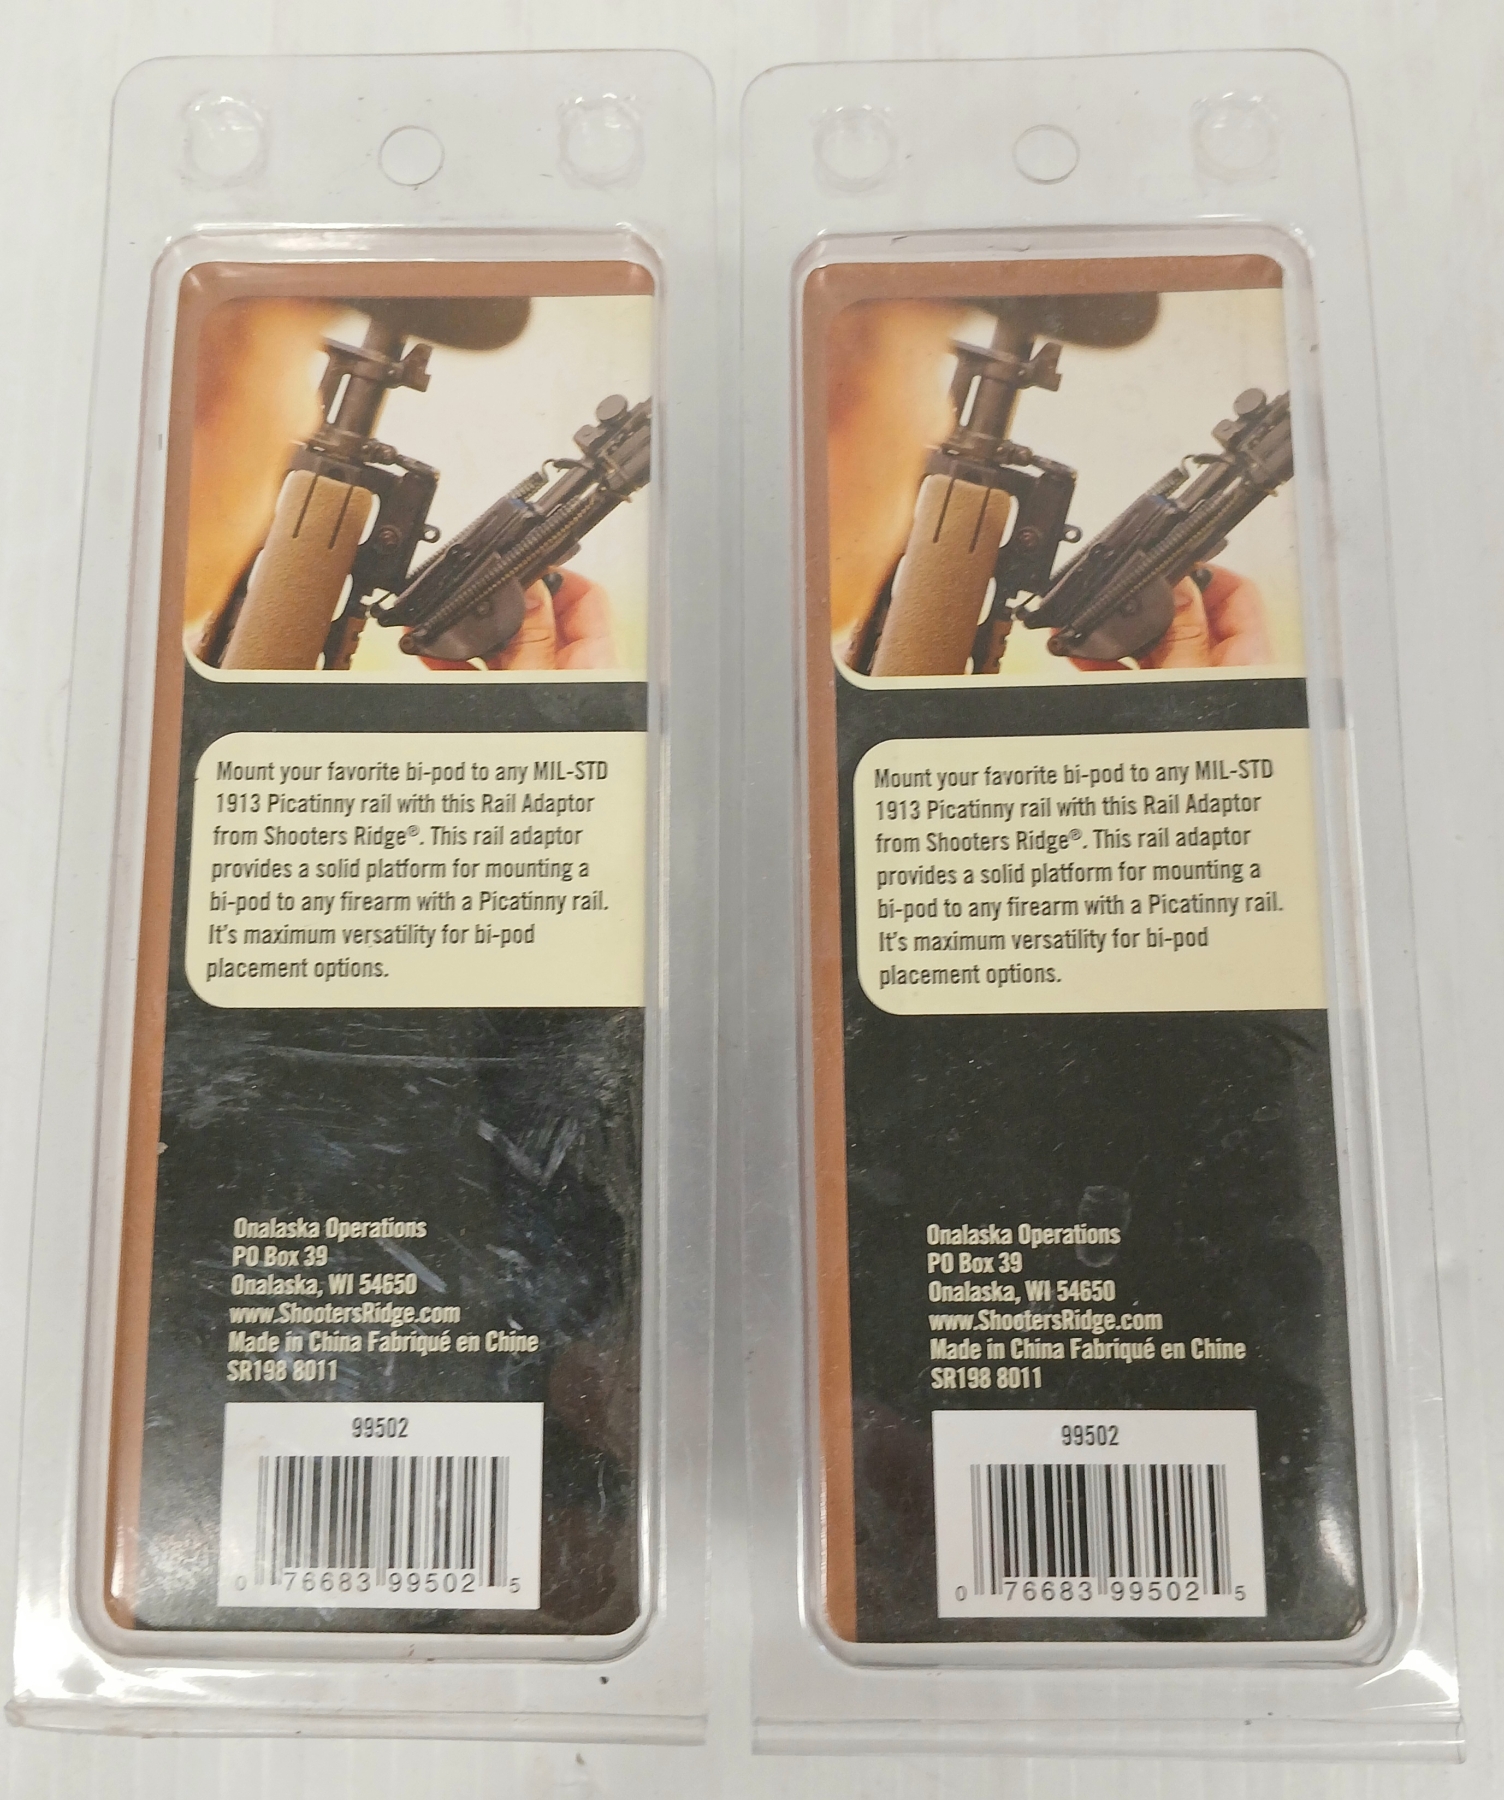 Mount your favorite bi-pod to any MIL-STD
1913 Picatinny rail with this Rail Adaptor
from Shooters Ridge®. This rail adaptor
provides a solid platform for mounting a
bi-pod to any firearm with a Picatinny rail.
It's maximum versatility for bi-pod
placement options.
Onalaska Operations
PO Box 39
Onalaska, WI 54650
www.ShootersRidge.com
Made in China Fabriqué en Chine
SR198 8011
99502
0 76683 99502 5
Mount your favorite bi-pod to any MIL-STD
1913 Picatinny rail with this Rail Adaptor
from Shooters Ridge®. This rail adaptor
provides a solid platform for mounting a
bi-pod to any firearm with a Picatinny rail.
It's maximum versatility for bi-pod
placement options.
Onalaska Operations
PO Box 39
Onalaska, WI 54650
www.ShootersRidge.com
Made in China Fabriqué en Chine
SR198 8011
99502
0 76683 99502 5